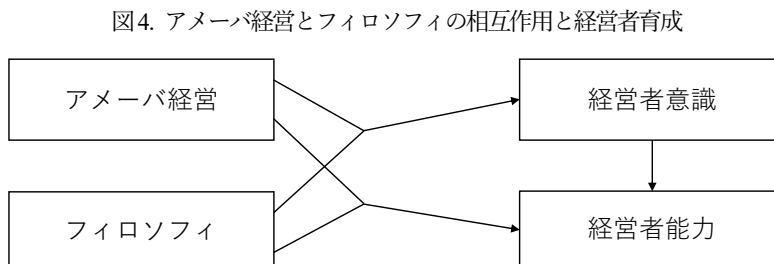 図4. アメーバ経営とフィロソフィの相互作用と経営者育成
アメーバ経営
経営者意識
フィロソフィ
経営者能力